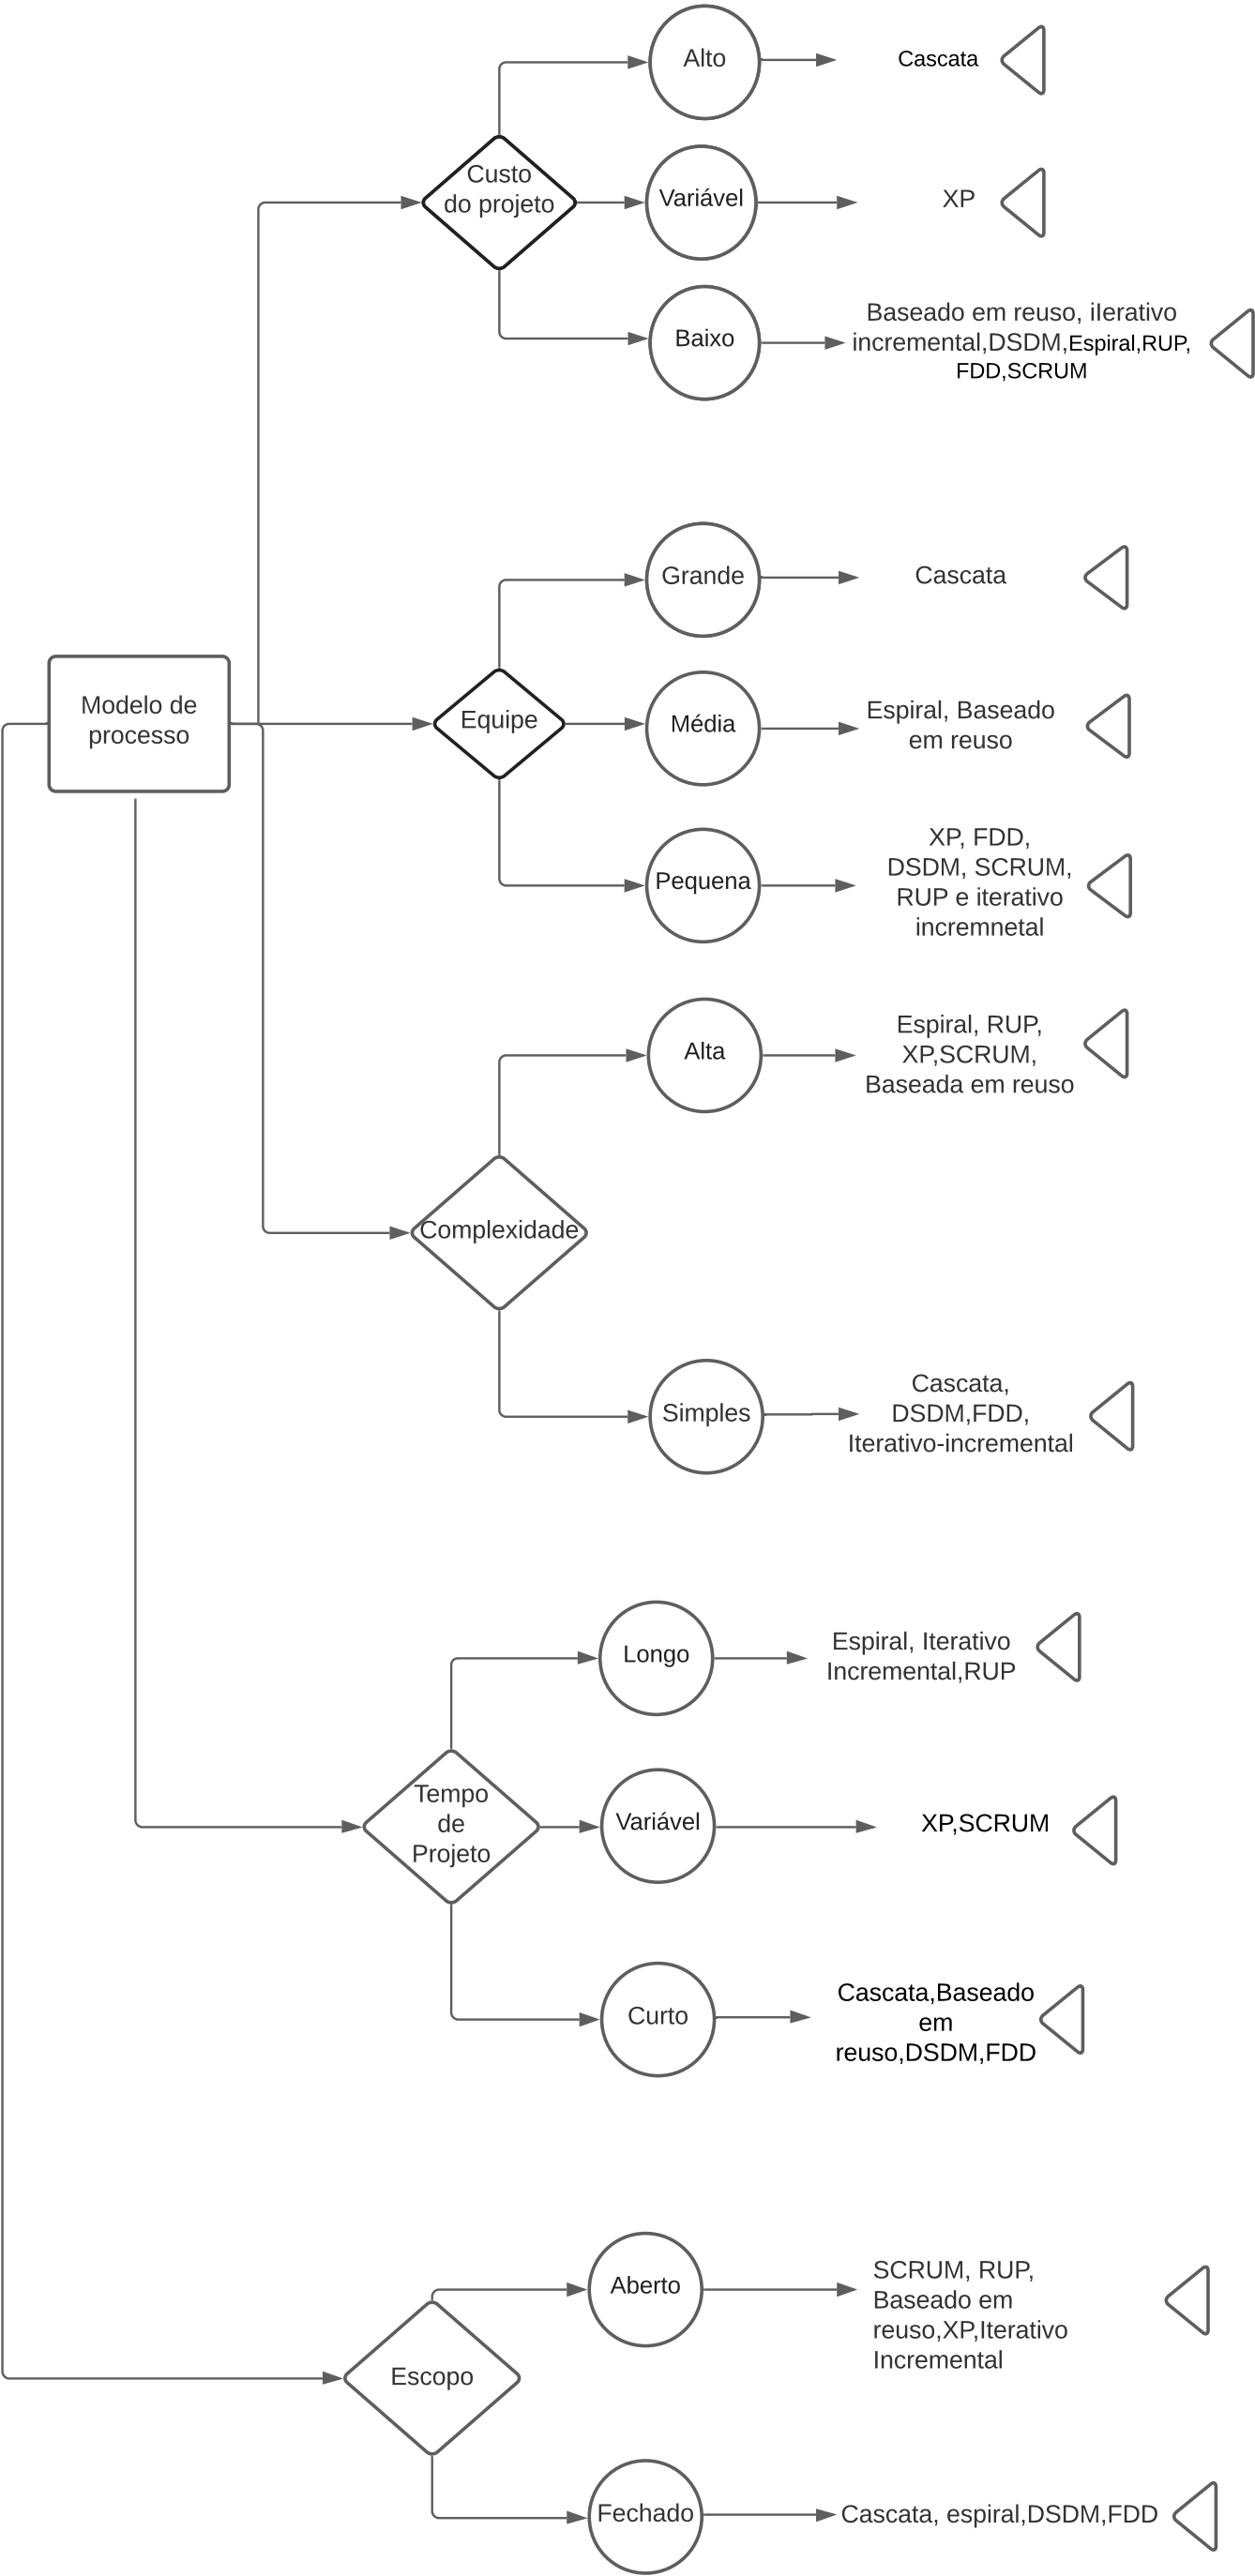 Alto
Cascata
Custo
do projeto
Variável
XP
Baixo
Baseado em reuso, iIerativo
incremental,DSDM,Espiral,RUP,
FDD,SCRUM
Grande
Cascata
Modelo de
processo
Equipe
Média
Espiral, Baseado
em reuso
Pequena
XP, FDD,
DSDM, SCRUM,
RUP e iterativo
incremnetal
Alta
Espiral, RUP,
XP,SCRUM,
Baseada em reuso
Complexidade
Simples
Cascata,
DSDM,FDD,
Iterativo-incremental
Longo
Espiral, Iterativo
Incremental,RUP
Tempo
de
Projeto
Variável
XP,SCRUM
Curto
Cascata,Baseado
em
reuso,DSDM,FDD
Aberto
SCRUM, RUP,
Baseado em
reuso,XP,Iterativo
Incremental
Escopo
Fechado
Cascata, espiral,DSDM,FDD